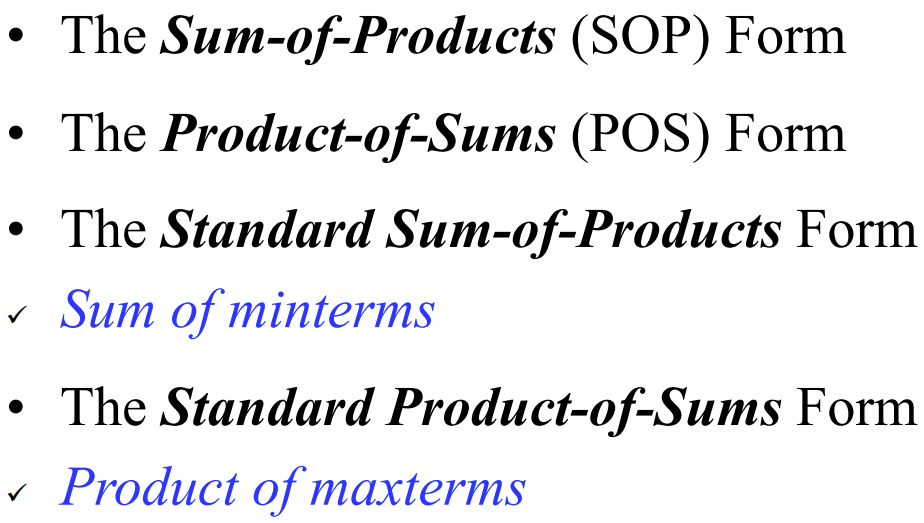 • The Sum-of-Products (SOP) Form
• The Product-of-Sums (POS) Form
• The Standard Sum-of-Products Form
✓ Sum of minterms
• The Standard Product-of-Sums Form
✓ Product of maxterms